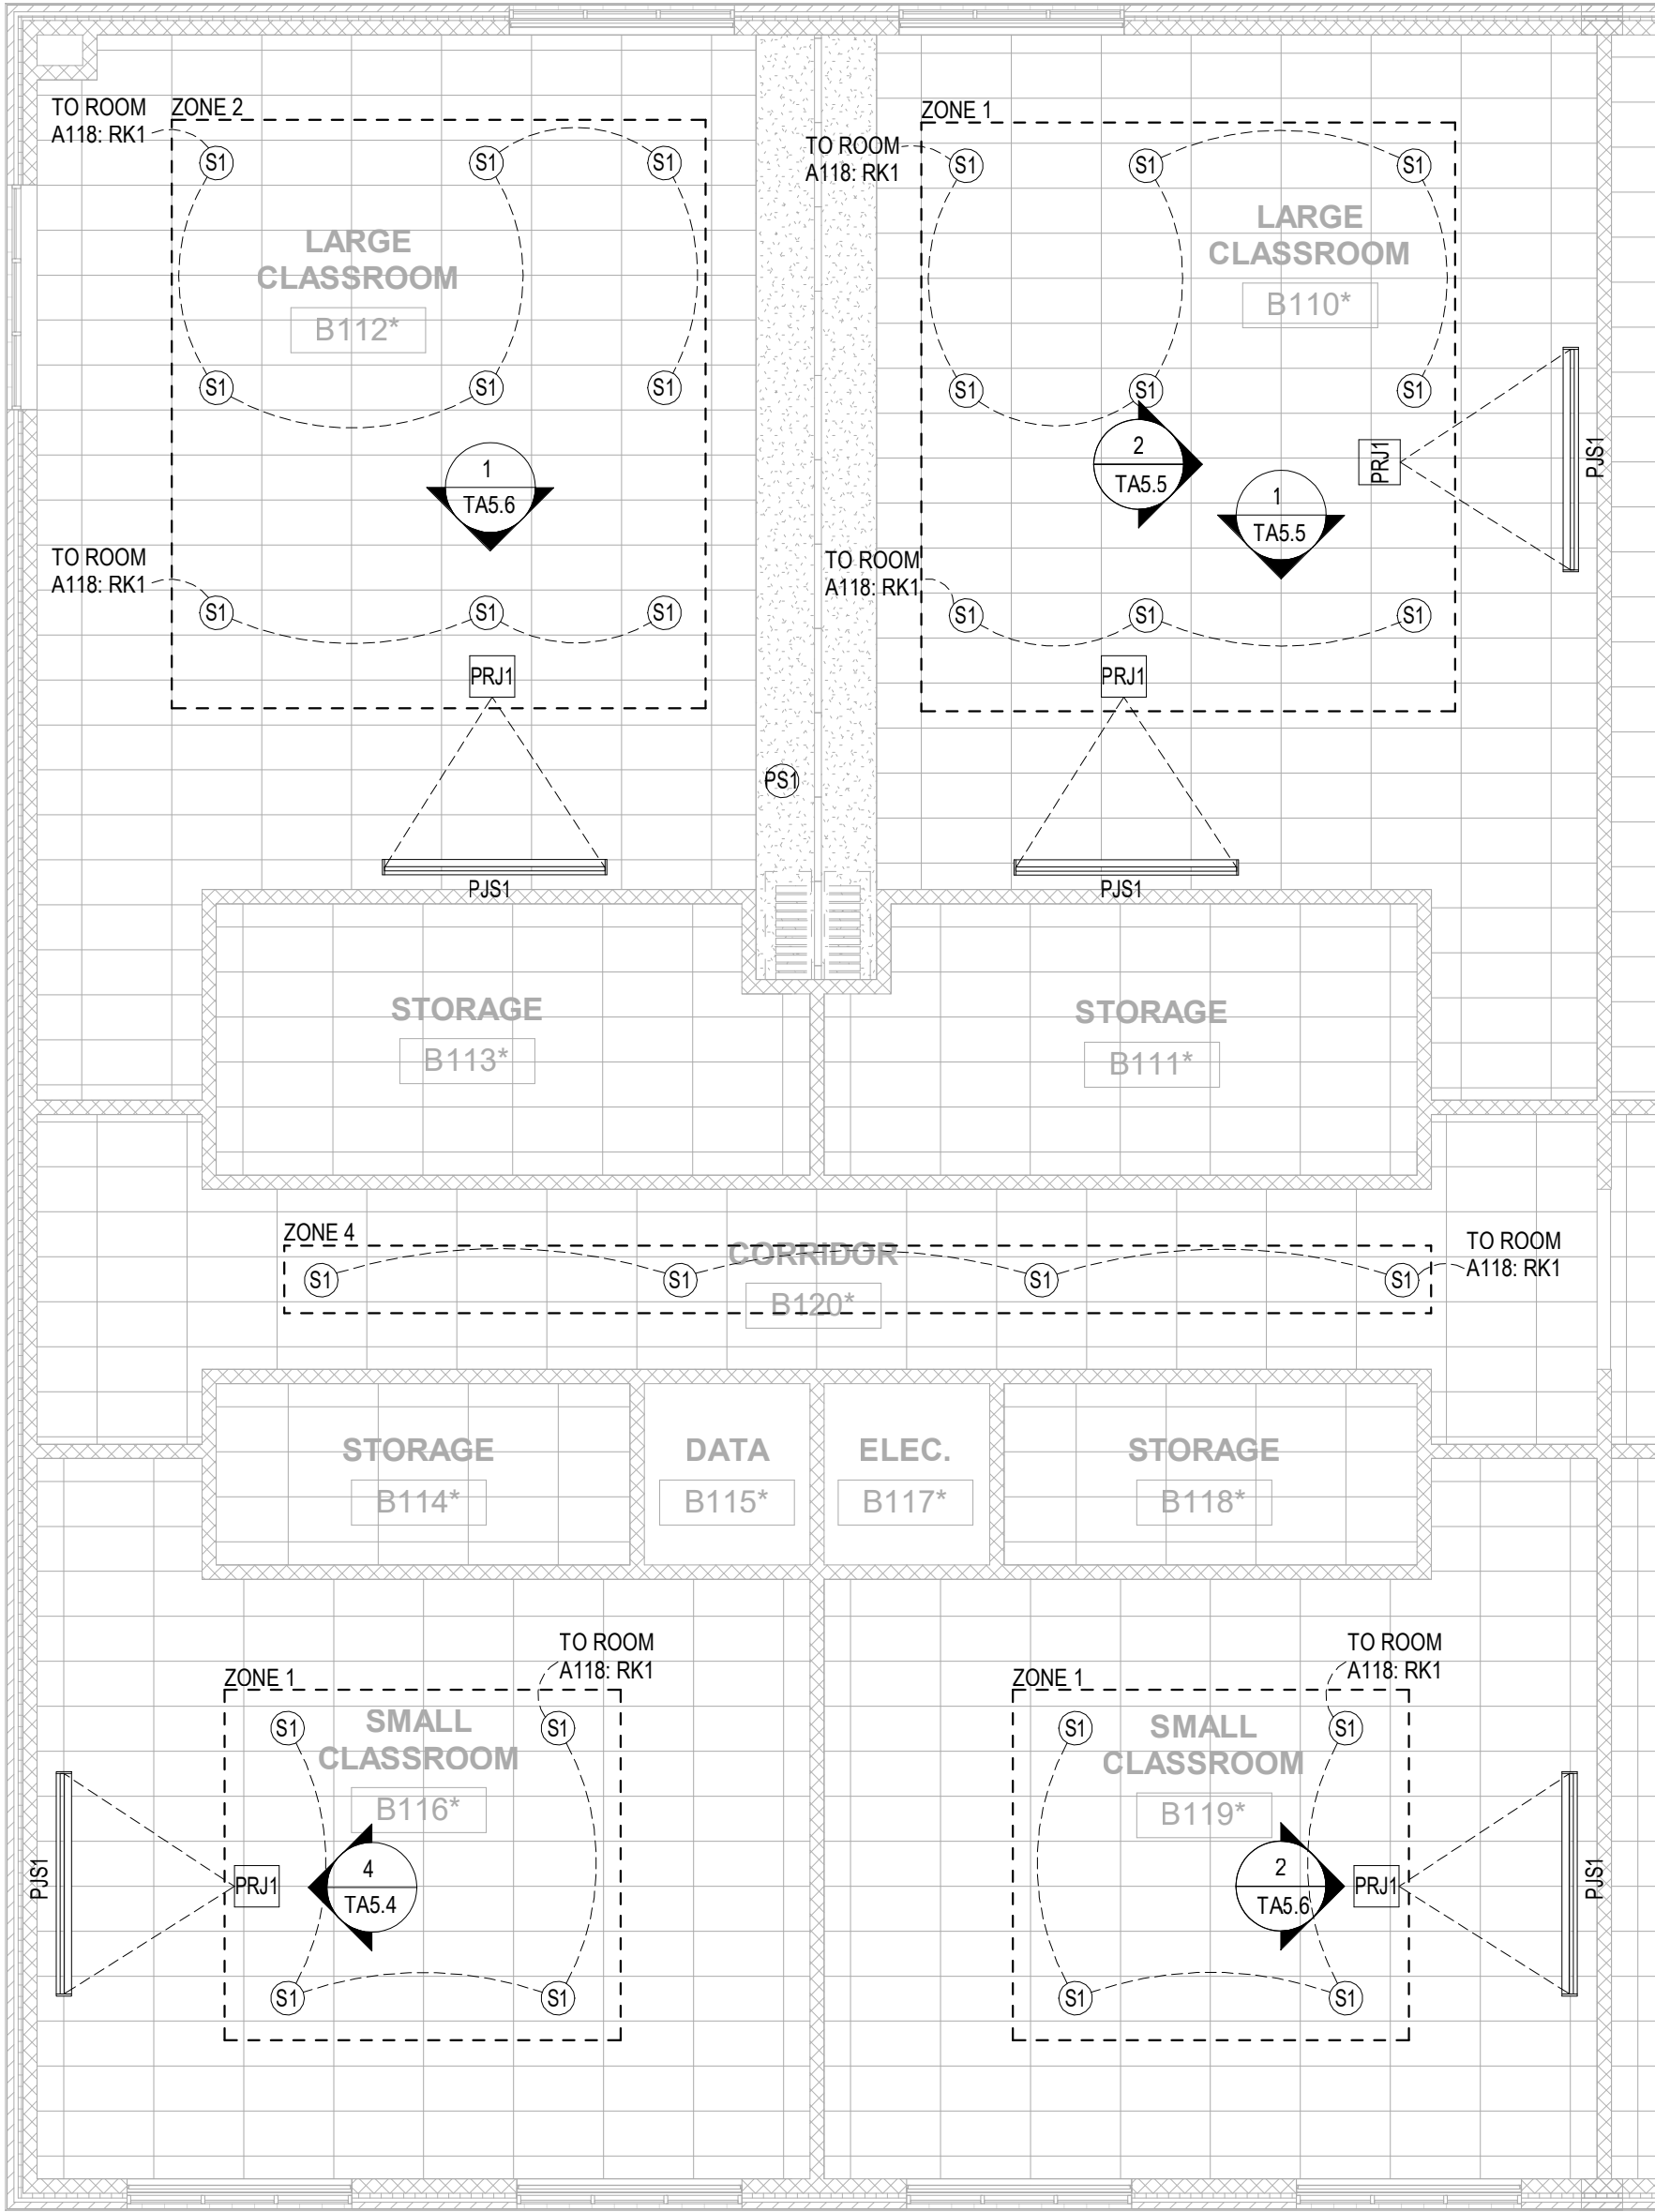 TO ROOM
A118: RK1
ZONE 2
S1
S1
S1
LARGE
CLASSROOM
B112*
S1
S1
S1
1
TA5.6
TO ROOM
A118: RK1
S1
S1
S1
PRJ1
PJS1
PS1
ZONE 1
TO ROOM
A118: RK1
S1
S1
S1
LARGE
CLASSROOM
B110*
S1
S1
S1
2
TA5.5
PRJ1
PJS1
1
TA5.5
TO ROOM
A118: RK1
S1
S1
S1
PRJ1
PJS1
STORAGE
B113*
STORAGE
B111*
ZONE 4
CORRIDOR
B120*
S1
S1
S1
S1
TO ROOM
A118: RK1
STORAGE
B114*
DATA
B115*
ELEC.
B117*
STORAGE
B118*
TO ROOM
A118: RK1
ZONE 1
S1
S1
SMALL
CLASSROOM
B116*
PJS1
PRJ1
4
TA5.4
S1
S1
TO ROOM
A118: RK1
ZONE 1
S1
S1
SMALL
CLASSROOM
B119*
2
TA5.6
PRJ1
PJS1
S1
S1